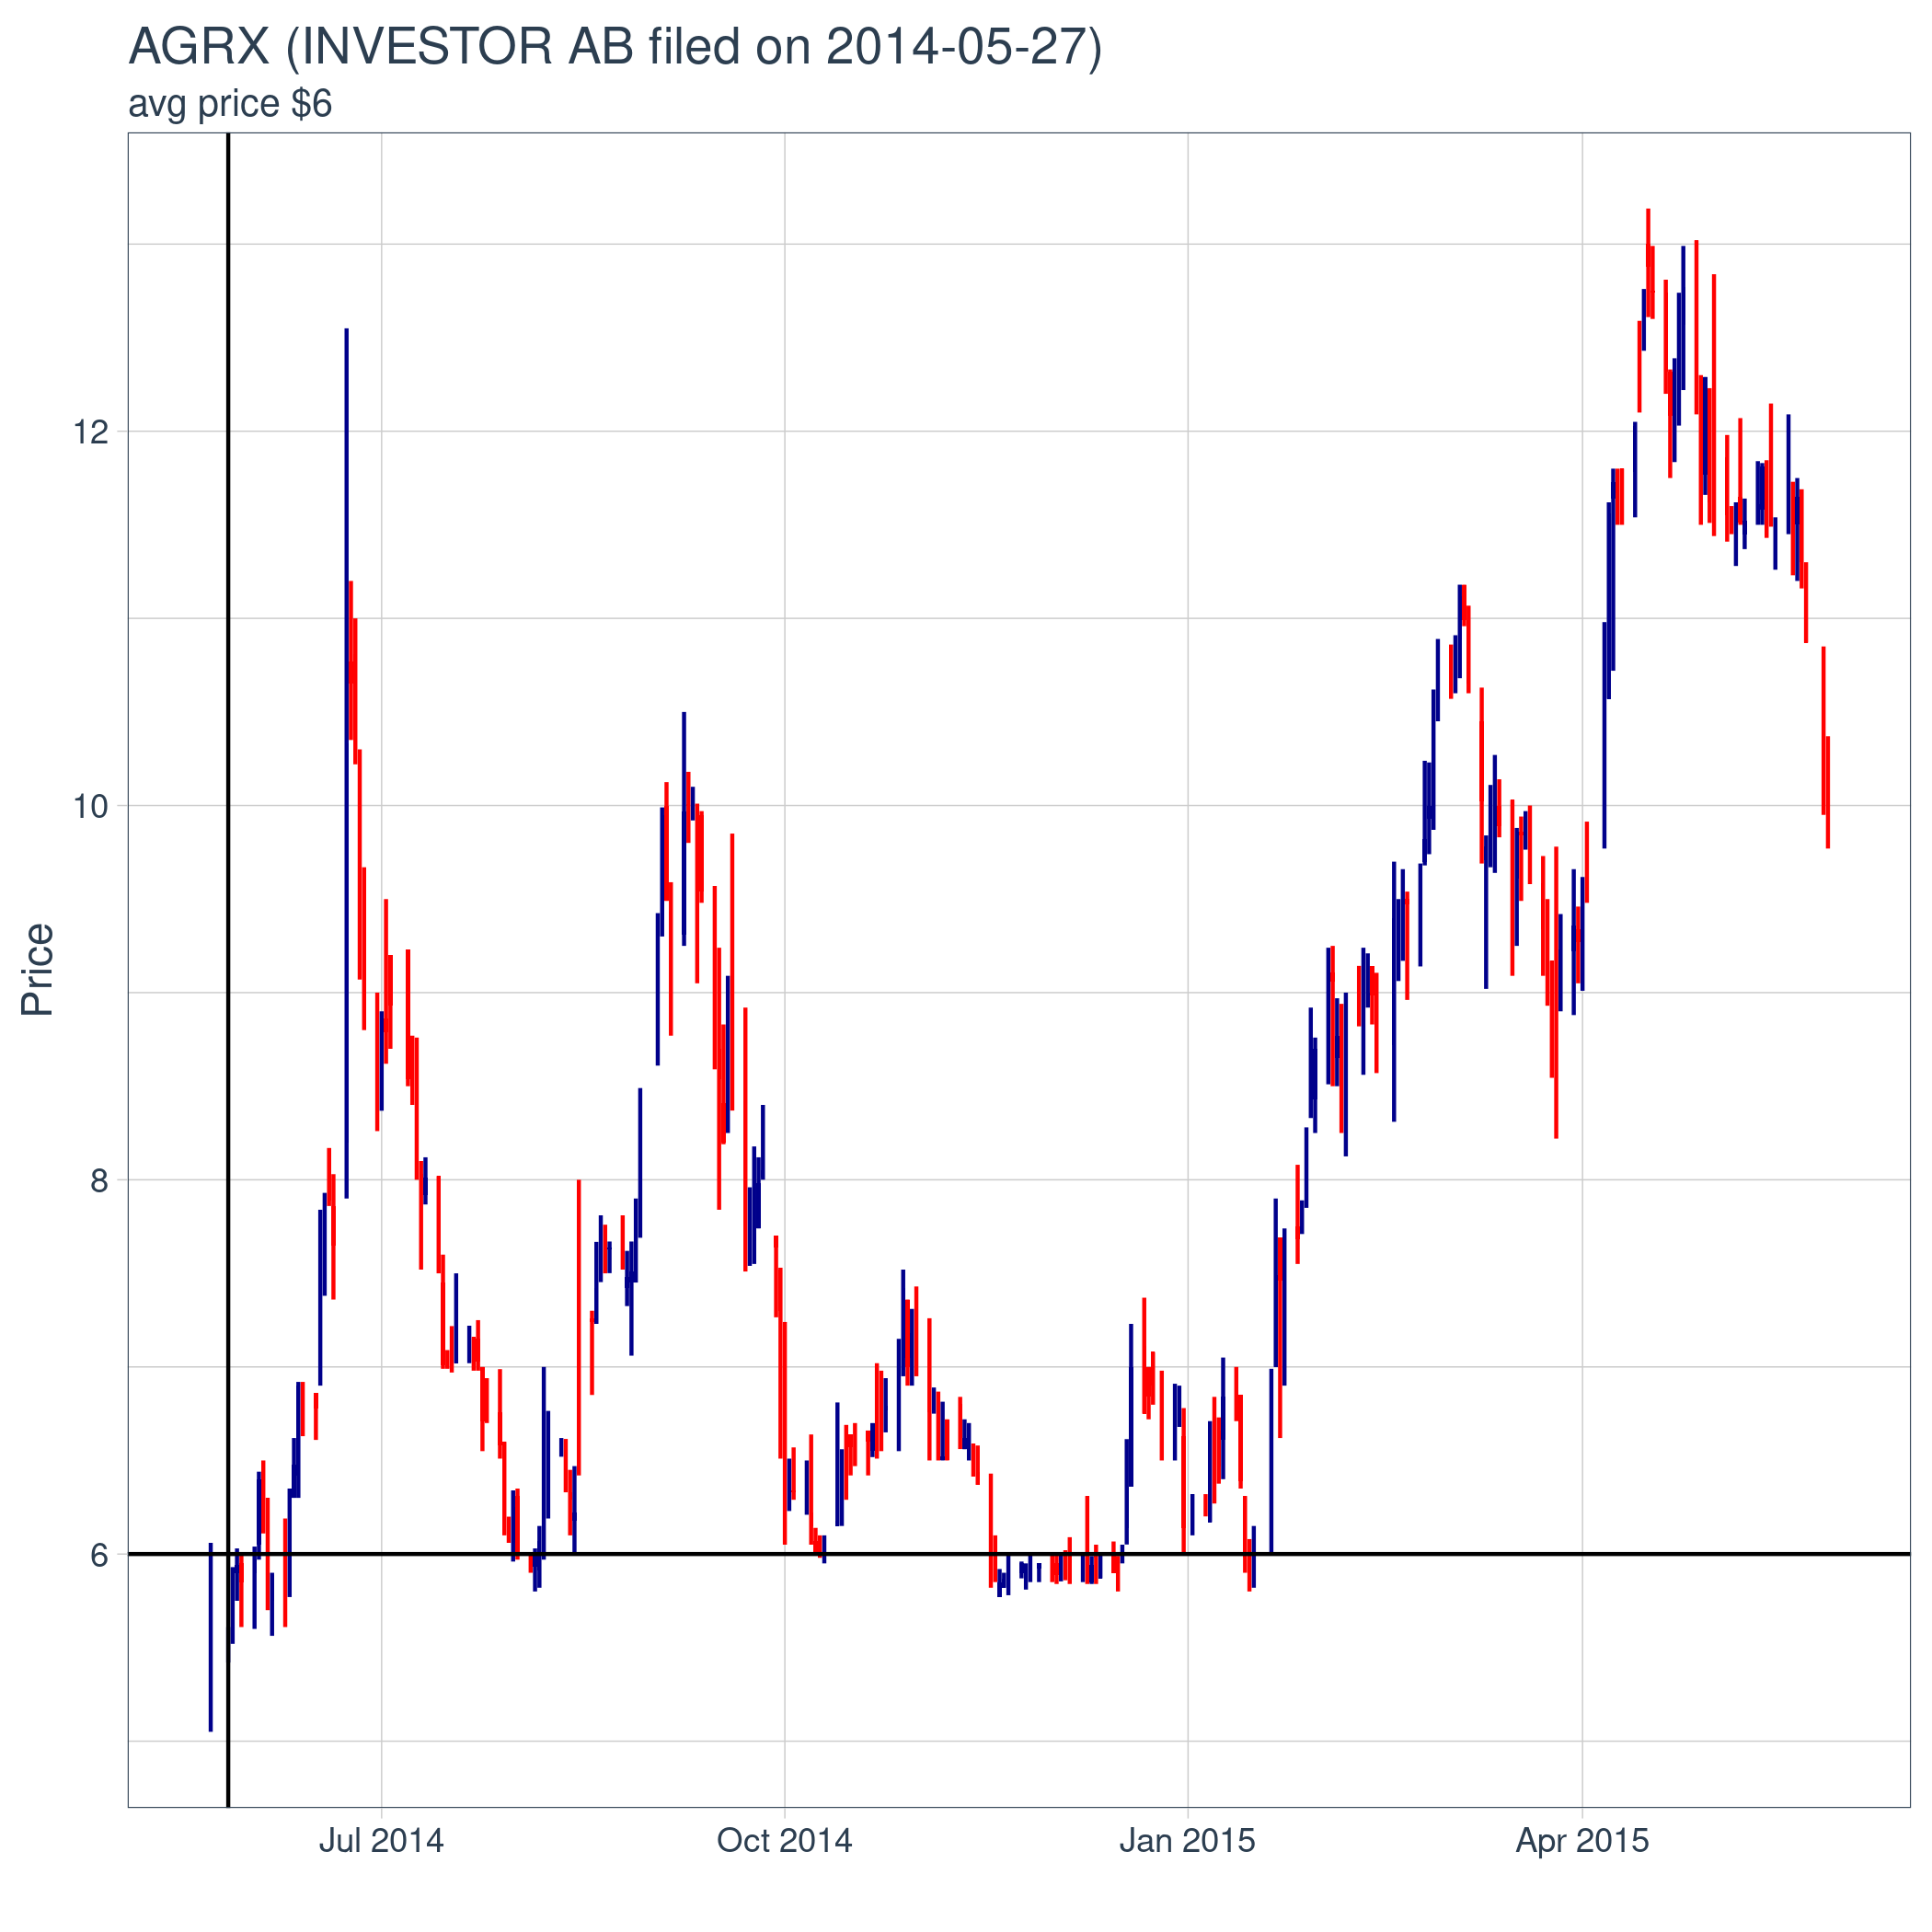 AGRX (INVESTOR AB filed on 2014-05-27)
avg price $6
Price
12
10
8
6
Jul 2014
Oct 2014
Jan 2015
Apr 2015